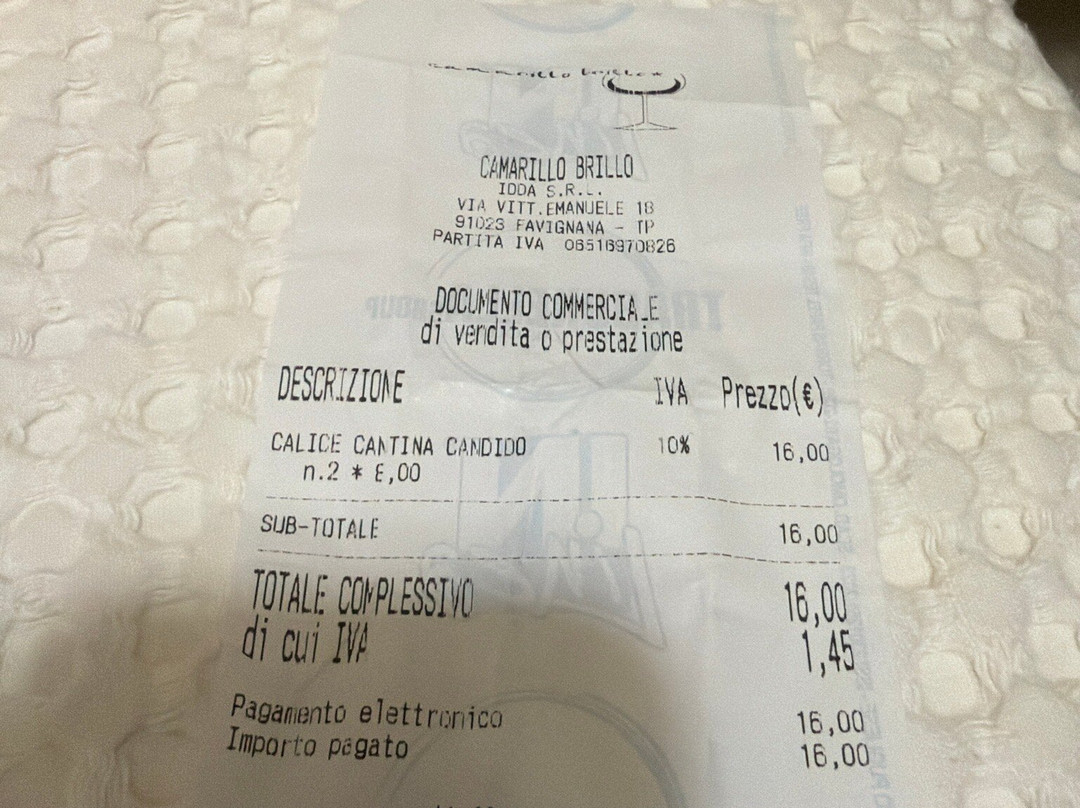 camarillo brillo
CAMARILLO BRILLO
IDDA S.R.L.
VIA VITT.EMANUELE 18
91023 FAVIGNANA - TP
PARTITA IVA 06516970826
DOCUMENTO COMMERCIALE
di vendita o prestazione
DESCRIZIONE IVA Prezzo(€)
CALICE CANTINA CANDIDO 10% 16,00
n.2 * 8,00
SUB-TOTALE 16,00
TOTALE COMPLESSIVO 16,00
di cui IVA 1,45
Pagamento elettronico 16,00
Importo pagato 16,00